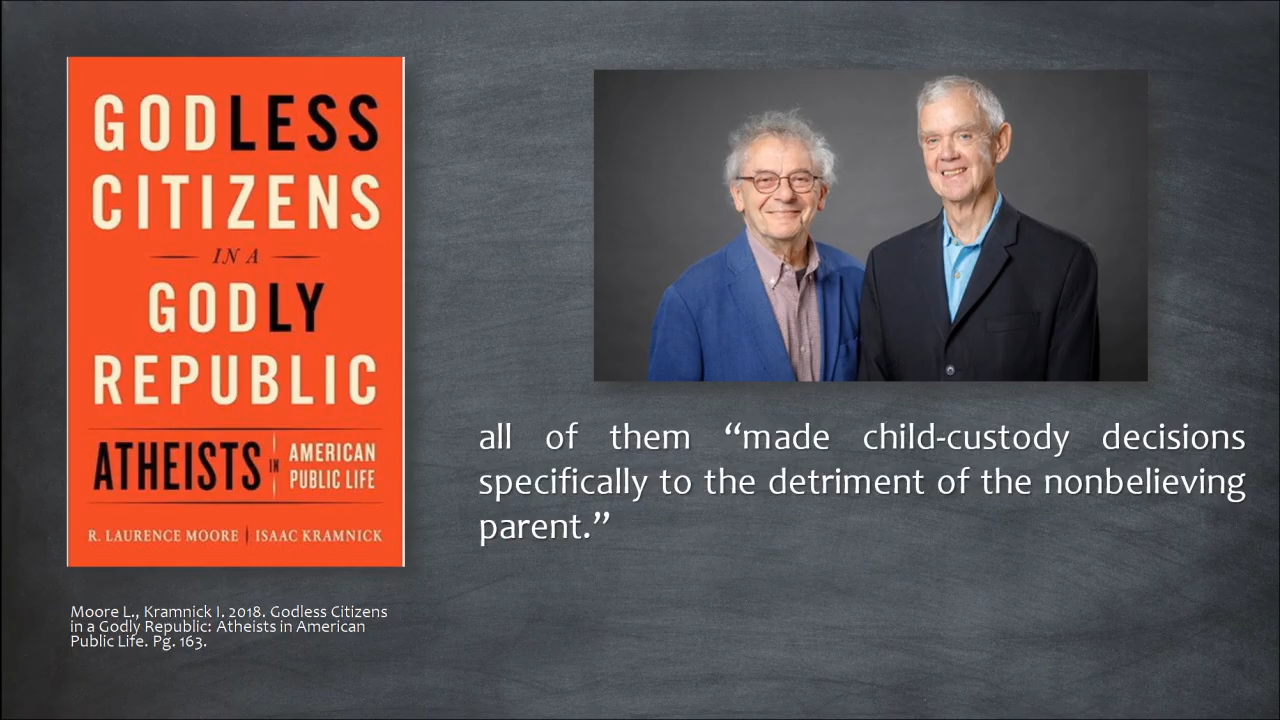 GODLESS
CITIZENS
IN A
GODLY
REPUBLIC
ATHEISTS IN AMERICAN
PUBLIC LIFE
R. LAURENCE MOORE | ISAAC KRAMNICK
Moore L., Kramnick I. 2018. Godless Citizens
in a Godly Republic: Atheists in American
Public Life. Pg. 163.
all of them “made child-custody decisions
specifically to the detriment of the nonbelieving
parent.”